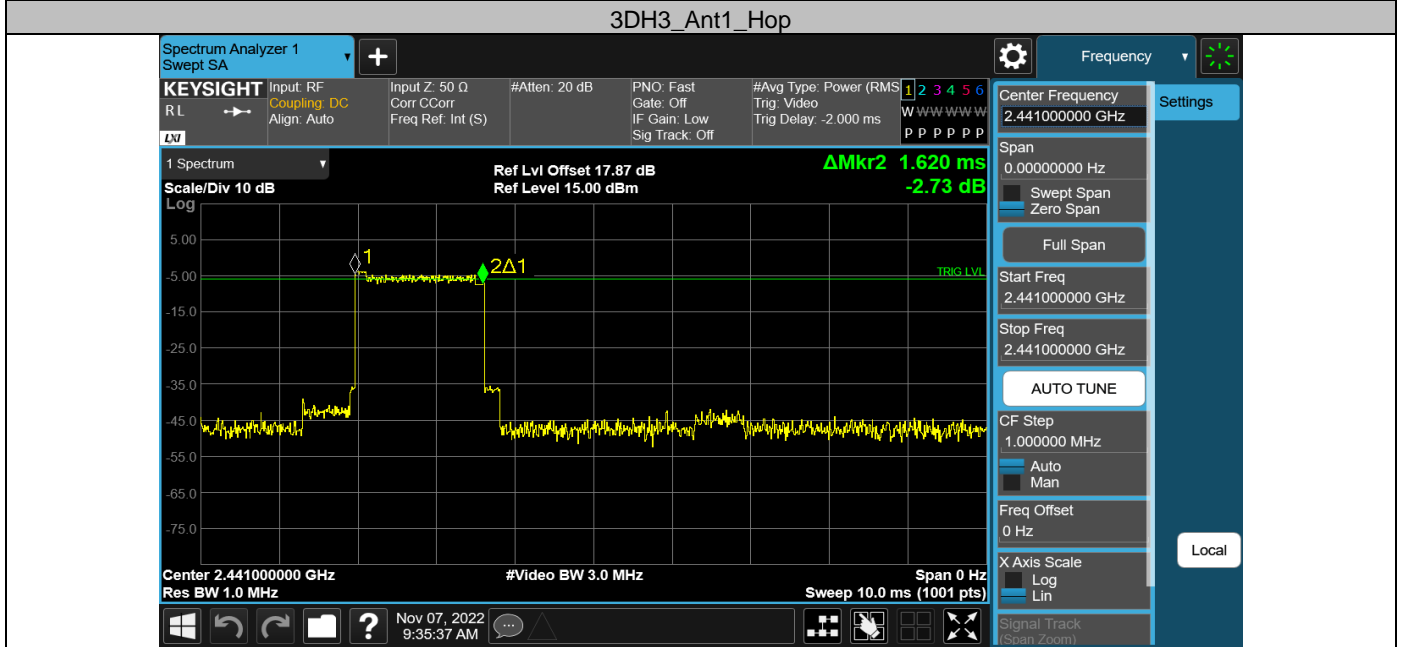 3DH3_Ant1_Hop
Spectrum Analyzer 1
Swept SA
+
Frequency
KEYSIGHT
RL
LXI
Input: RF
Coupling: DC
Align: Auto
Input Z: 50 Ω
Corr CCorr
Freq Ref: Int (S)
#Atten: 20 dB
PNO: Fast
Gate: Off
IF Gain: Low
Sig Track: Off
#Avg Type: Power (RMS
Trig: Video
Trig Delay: -2.000 ms
1 2 3 4 5 6
W W W W W W
P P P P P P
1 Spectrum
Scale/Div 10 dB
Log
Ref Lvl Offset 17.87 dB
Ref Level 15.00 dBm
ΔMkr2 1.620 ms
-2.73 dB
5.00
-5.00
-15.0
-25.0
-35.0
-45.0
-55.0
-65.0
-75.0
1
2Δ1
TRIG LVL
Center 2.441000000 GHz
Res BW 1.0 MHz
#Video BW 3.0 MHz
Span 0 Hz
Sweep 10.0 ms (1001 pts)
?
Nov 07, 2022
9:35:37 AM
Center Frequency
2.441000000 GHz
Settings
Span
0.00000000 Hz
Swept Span
Zero Span
Full Span
Start Freq
2.441000000 GHz
Stop Freq
2.441000000 GHz
AUTO TUNE
CF Step
1.000000 MHz
Auto
Man
Freq Offset
0 Hz
X Axis Scale
Log
Lin
Signal Track
(Span Zoom)
Local